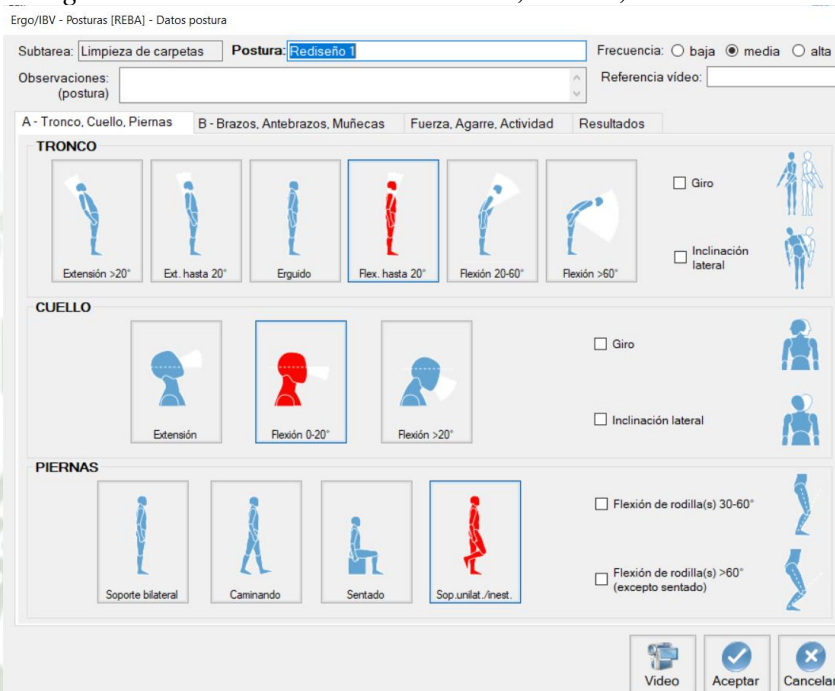 Ergo/IBV - Posturas [REBA] - Datos postura
Subtarea: Limpieza de carpetas Postura: Rediseño 1 Frecuencia: baja media alta
Observaciones: Referencia vídeo:
(postura)
A - Tronco, Cuello, Piernas B - Brazos, Antebrazos, Muñecas Fuerza, Agarre, Actividad Resultados
TRONCO
Giro
Inclinación
lateral
Extensión >20° Ext. hasta 20° Erguido Flex. hasta 20° Flexión 20-60° Flexión >60°
CUELLO
Giro
Inclinación lateral
Extensión Flexión 0-20° Flexión >20°
PIERNAS
Flexión de rodilla(s) 30-60°
Flexión de rodilla(s) >60°
(excepto sentado)
Soporte bilateral Caminando Sentado Sop.unilat./inest.
Video Aceptar Cancelar